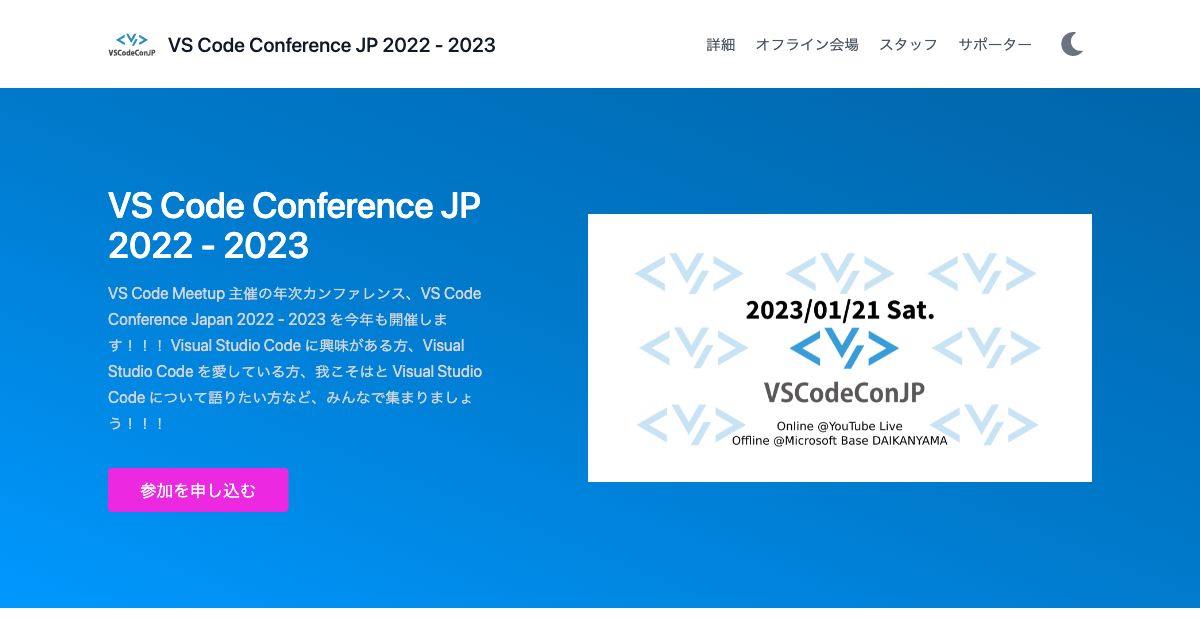 VSCodeConJP
VS Code Conference JP 2022 - 2023
詳細 オフライン会場 スタッフ サポーター
VS Code Conference JP
2022 - 2023
VS Code Meetup 主催の年次カンファレンス、VS Code
Conference Japan 2022 - 2023 を今年も開催しま
す！！！ Visual Studio Code に興味がある方、Visual
Studio Code を愛している方、我こそはと Visual Studio
Code について語りたい方など、みんなで集まりましょ
う！！！
参加を申し込む
2023/01/21 Sat.
VSCodeConJP
Online @YouTube Live
Offline @Microsoft Base DAIKANYAMA